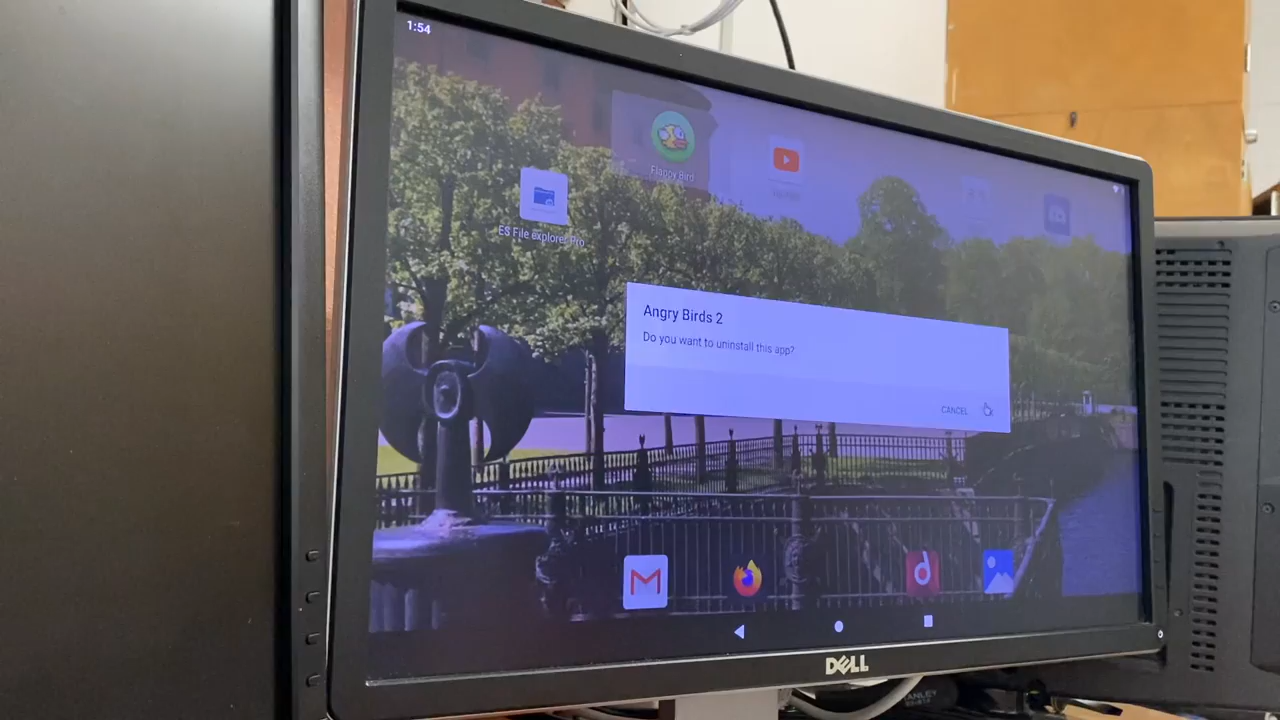 1:54
Flappy Bird
ES File explorer Pro
Angry Birds 2
Do you want to uninstall this app?
CANCEL
DELL
STANLEY